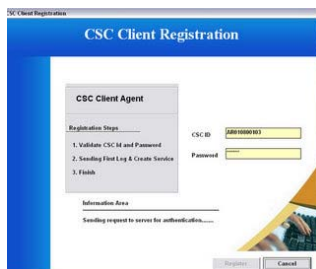 CSC Client Registration
CSC Client Registration
CSC Client Agent
Registration Steps
1. Validate CSC Id and Password
2. Sending First Log & Create Service
3. Finish
CSC ID
Password
Information Area
Sending request to server for authentication.......
Register
Cancel